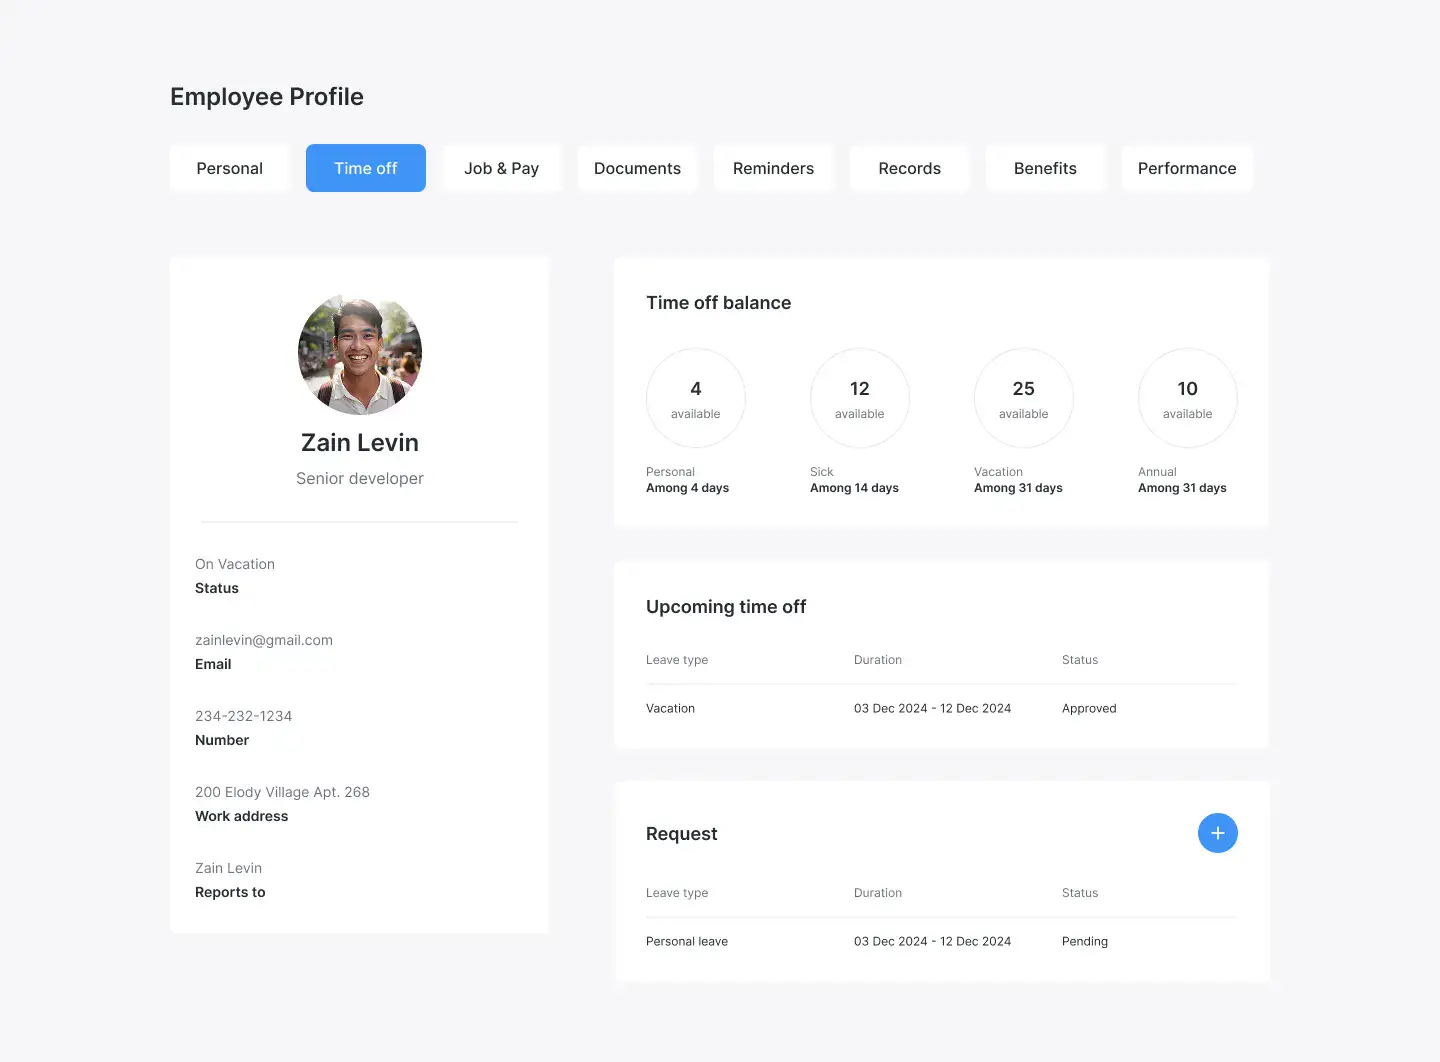 Employee Profile
Personal
Time off
Job & Pay
Documents
Reminders
Records
Benefits
Performance
Zain Levin
Senior developer
On Vacation
Status
zainlevin@gmail.com
Email
234-232-1234
Number
200 Elody Village Apt. 268
Work address
Zain Levin
Reports to
Time off balance
4
available
Personal
Among 4 days
12
available
Sick
Among 14 days
25
available
Vacation
Among 31 days
10
available
Annual
Among 31 days
Upcoming time off
Leave type Duration Status
Vacation 03 Dec 2024 - 12 Dec 2024 Approved
Request
+
Leave type Duration Status
Personal leave 03 Dec 2024 - 12 Dec 2024 Pending